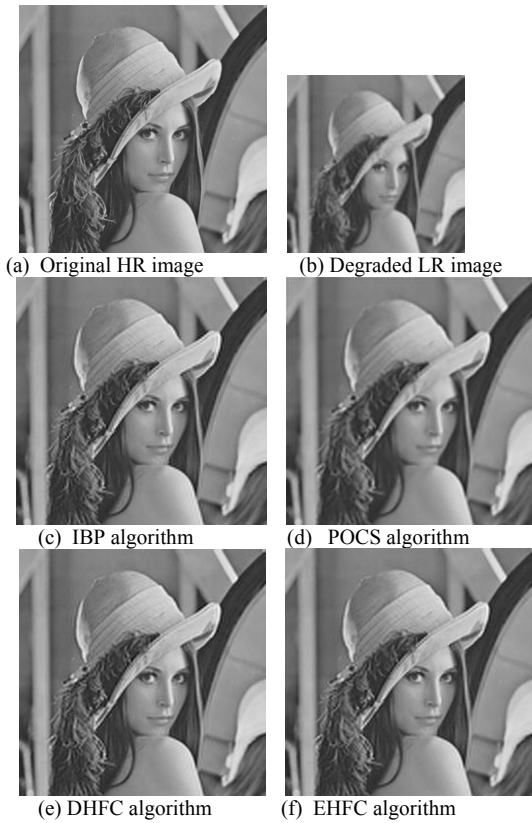 (a) Original HR image
(b) Degraded LR image
(c) IBP algorithm
(d) POCS algorithm
(e) DHFC algorithm
(f) EHFC algorithm